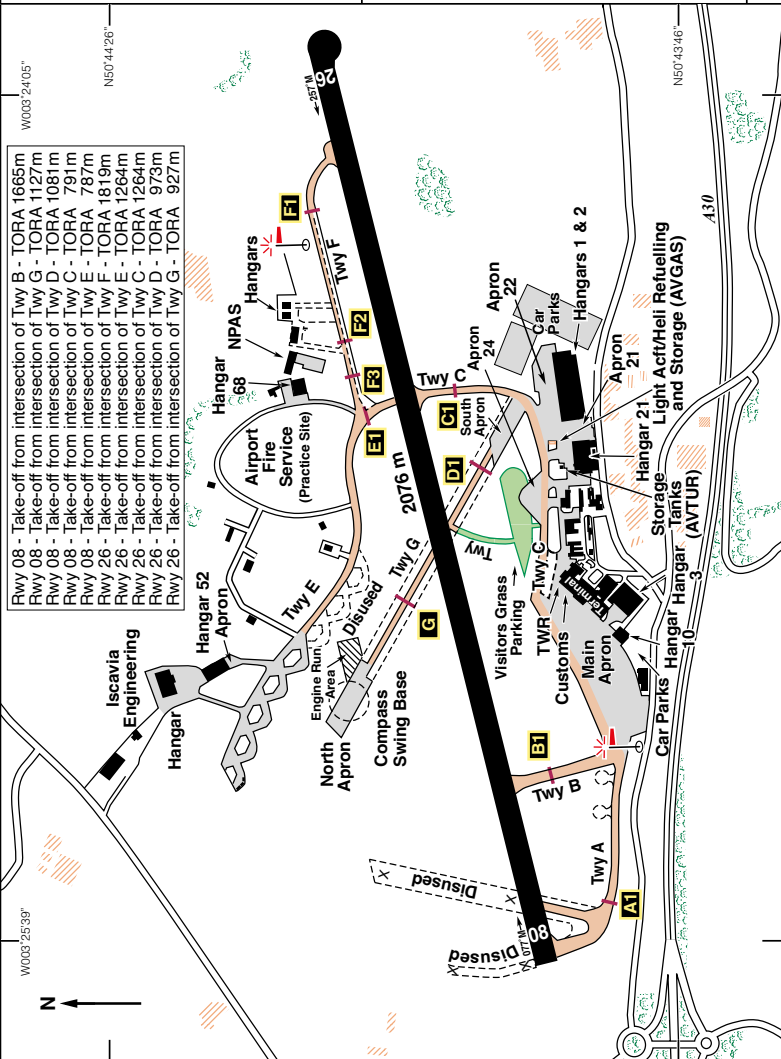 W003°25'39"
W003°24'05"
N50°44'26"
N50°43'46"
N
Rwy 08 - Take-off from intersection of Twy B - TORA 1665m
Rwy 08 - Take-off from intersection of Twy G - TORA 1127m
Rwy 08 - Take-off from intersection of Twy D - TORA 1081m
Rwy 08 - Take-off from intersection of Twy C - TORA 791m
Rwy 08 - Take-off from intersection of Twy E - TORA 787m
Rwy 26 - Take-off from intersection of Twy F - TORA 1819m
Rwy 26 - Take-off from intersection of Twy E - TORA 1264m
Rwy 26 - Take-off from intersection of Twy C - TORA 1264m
Rwy 26 - Take-off from intersection of Twy D - TORA 973m
Rwy 26 - Take-off from intersection of Twy G - TORA 927m
Iscavia
Engineering
Hangar
Hangar 52
Apron
Twy E
Airport
Fire
Service
(Practice Site)
Hangar
68
NPAS
Hangars
F1
Twy F
F2
F3
E1
26
257°M
2076 m
Disused
Engine Run
Area
North
Apron
Compass
Swing Base
Twy G
G
Twy
D1
South
Apron
C1
Twy C
Apron
24
Apron
22
Car
Parks
Hangars 1 & 2
Apron
21
Light Acft/Heli Refuelling
and Storage (AVGAS)
Hangar 21
Storage
Tanks
(AVTUR)
Visitors Grass
Parking
Twy C
TWR
Customs
Terminal
Main
Apron
Hangar
3
Hangar
10
Car Parks
B1
Twy B
Twy A
A1
Disused
Disused
077°M
08
A30